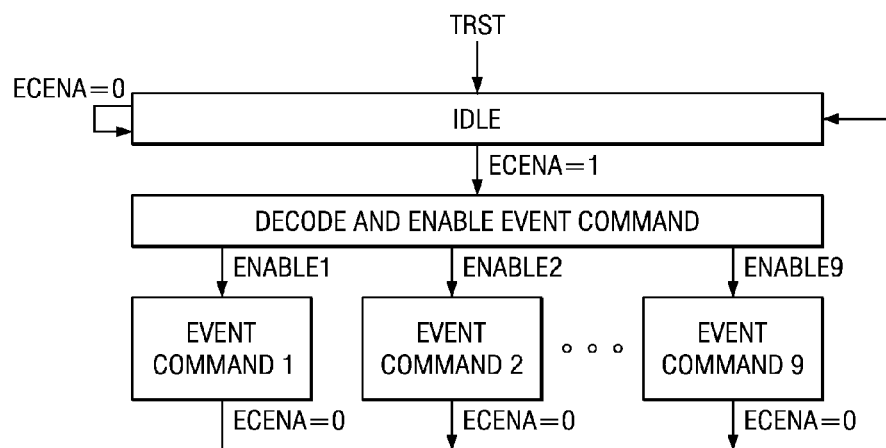 TRST
ECENA=0
IDLE
ECENA=1
DECODE AND ENABLE EVENT COMMAND
ENABLE1
ENABLE2
ENABLE9
EVENT
COMMAND 1
EVENT
COMMAND 2
EVENT
COMMAND 9
ECENA=0
ECENA=0
ECENA=0